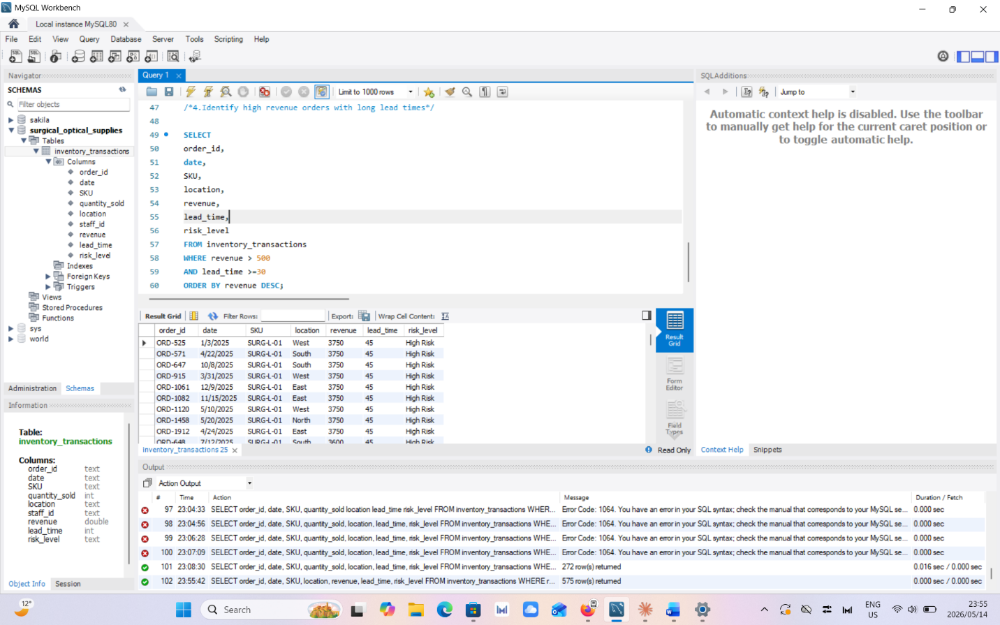 MySQL Workbench
Local instance MySQL80
File Edit View Query Database Server Tools Scripting Help
Navigator
SCHEMAS
Filter objects
sakila
surgical_optical_supplies
Tables
inventory_transactions
Columns
order_id
date
SKU
quantity_sold
location
staff_id
revenue
lead_time
risk_level
Indexes
Foreign Keys
Triggers
Views
Stored Procedures
Functions
sys
world
Administration Schemas
Information
Table:
inventory_transactions
Columns:
order_id text
date text
SKU text
quantity_sold int
location text
staff_id text
revenue double
lead_time int
risk_level text
Object Info Session
Query 1
Limit to 1000 rows
47 /*4.Identify high revenue orders with long lead times*/
48
49 SELECT
50 order_id,
51 date,
52 SKU,
53 location,
54 revenue,
55 lead_time,
56 risk_level
57 FROM inventory_transactions
58 WHERE revenue > 500
59 AND lead_time >=30
60 ORDER BY revenue DESC;
Result Grid Filter Rows: Export: Wrap Cell Content:
order_id date SKU location revenue lead_time risk_level
ORD-525 1/3/2025 SURG-L-01 West 3750 45 High Risk
ORD-571 4/22/2025 SURG-L-01 South 3750 45 High Risk
ORD-647 10/8/2025 SURG-L-01 South 3750 45 High Risk
ORD-915 3/31/2025 SURG-L-01 West 3750 45 High Risk
ORD-1061 12/9/2025 SURG-L-01 East 3750 45 High Risk
ORD-1082 11/15/2025 SURG-L-01 East 3750 45 High Risk
ORD-1120 5/10/2025 SURG-L-01 West 3750 45 High Risk
ORD-1458 5/20/2025 SURG-L-01 North 3750 45 High Risk
ORD-1912 4/24/2025 SURG-L-01 East 3750 45 High Risk
ORD-648 7/12/2025 SURG-L-01 South 3600 45 High Risk
Result Grid
Form Editor
Field Types
inventory_transactions 25
Read Only
SQLAdditions
Jump to
Automatic context help is disabled. Use the toolbar
to manually get help for the current caret position or
to toggle automatic help.
Context Help Snippets
Output
Action Output
# Time Action Message Duration / Fetch
97 23:04:33 SELECT order_id, date, SKU, quantity_sold location lead_time risk_level FROM inventory_transactions WHER... Error Code: 1064. You have an error in your SQL syntax; check the manual that corresponds to your MySQL se... 0.000 sec
98 23:04:56 SELECT order_id, date, SKU, quantity_sold, location, lead_time, risk_level FROM inventory_transactions WHE... Error Code: 1064. You have an error in your SQL syntax; check the manual that corresponds to your MySQL se... 0.000 sec
99 23:06:28 SELECT order_id, date, SKU, quantity_sold, location, lead_time, risk_level FROM inventory_transactions WHE... Error Code: 1064. You have an error in your SQL syntax; check the manual that corresponds to your MySQL se... 0.000 sec
100 23:07:09 SELECT order_id, date, SKU, quantity_sold, location, lead_time, risk_level FROM inventory_transactions WHE... Error Code: 1064. You have an error in your SQL syntax; check the manual that corresponds to your MySQL se... 0.000 sec
101 23:08:30 SELECT order_id, date, SKU, quantity_sold, location, lead_time, risk_level FROM inventory_transactions WHE... 272 row(s) returned 0.016 sec / 0.000 sec
102 23:55:42 SELECT order_id, date, SKU, location, revenue, lead_time, risk_level FROM inventory_transactions WHERE r... 575 row(s) returned 0.000 sec / 0.000 sec
12°
Search
ENG
US
23:55
2026/05/14